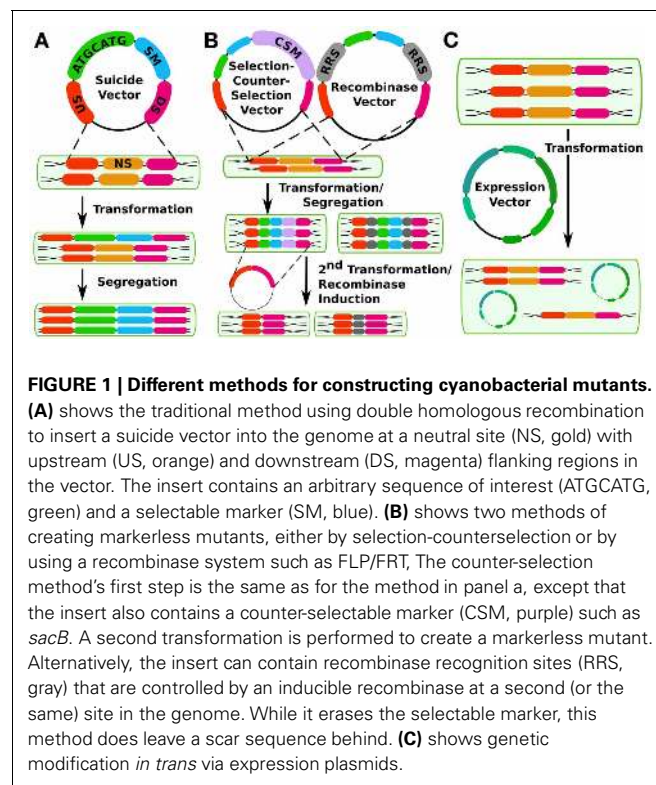 A
ATGCATG
SM
US
DS
Suicide
Vector
NS
Transformation
Segregation
B
CSM
Selection-
Counter-
Selection
Vector
RRS
RRS
Recombinase
Vector
Transformation/
Segregation
2nd Transformation/
Recombinase
Induction
C
Transformation
Expression
Vector
FIGURE 1 | Different methods for constructing cyanobacterial mutants.
(A) shows the traditional method using double homologous recombination
to insert a suicide vector into the genome at a neutral site (NS, gold) with
upstream (US, orange) and downstream (DS, magenta) flanking regions in
the vector. The insert contains an arbitrary sequence of interest (ATGCATG,
green) and a selectable marker (SM, blue). (B) shows two methods of
creating markerless mutants, either by selection-counterselection or by
using a recombinase system such as FLP/FRT, The counter-selection
method's first step is the same as for the method in panel a, except that
the insert also contains a counter-selectable marker (CSM, purple) such as
sacB. A second transformation is performed to create a markerless mutant.
Alternatively, the insert can contain recombinase recognition sites (RRS,
gray) that are controlled by an inducible recombinase at a second (or the
same) site in the genome. While it erases the selectable marker, this
method does leave a scar sequence behind. (C) shows genetic
modification in trans via expression plasmids.